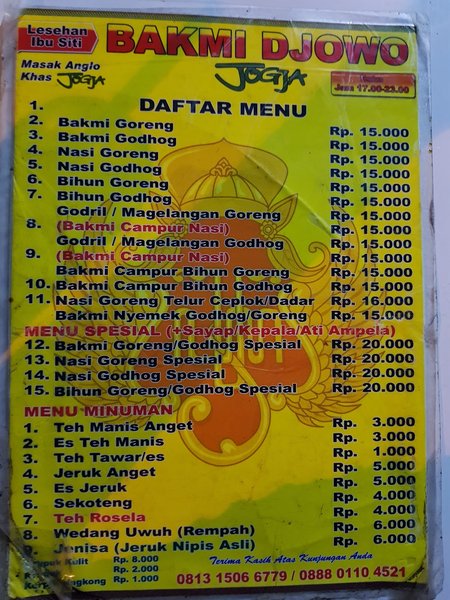 Lesehan
Ibu Siti
BAKMI DJOWO
Masak Anglo
Khas JOGJA
JOGJA
Buka
Jam 17.00-23.00
DAFTAR MENU
1. Bakmi Goreng Rp. 15.000
2. Bakmi Godhog Rp. 15.000
3. Nasi Goreng Rp. 15.000
4. Nasi Godhog Rp. 15.000
5. Bihun Goreng Rp. 15.000
6. Bihun Godhog Rp. 15.000
7. Godril / Magelangan Goreng Rp. 15.000
(Bakmi Campur Nasi)
8. Godril / Magelangan Godhog Rp. 15.000
(Bakmi Campur Nasi)
9. Bakmi Campur Bihun Goreng Rp. 15.000
10. Bakmi Campur Bihun Godhog Rp. 15.000
11. Nasi Goreng Telur Ceplok/Dadar Rp. 16.000
Bakmi Nyemek Godhog/Goreng Rp. 15.000
MENU SPESIAL (+Sayap/Kepala/Ati Ampela)
12. Bakmi Goreng/Godhog Spesial Rp. 20.000
13. Nasi Goreng Spesial Rp. 20.000
14. Nasi Godhog Spesial Rp. 20.000
15. Bihun Goreng/Godhog Spesial Rp. 20.000
MENU MINUMAN
1. Teh Manis Anget Rp. 3.000
2. Es Teh Manis Rp. 3.000
3. Teh Tawar/es Rp. 1.000
4. Jeruk Anget Rp. 5.000
5. Es Jeruk Rp. 5.000
6. Sekoteng Rp. 4.000
7. Teh Rosela Rp. 4.000
8. Wedang Uwuh (Rempah) Rp. 6.000
9. Jenisa (Jeruk Nipis Asli) Rp. 6.000
Kulit Rp. 8.000
Rp. 2.000
Rp. 1.000
Terima Kasih Atas Kunjungan Anda
0813 1506 6779 / 0888 0110 4521